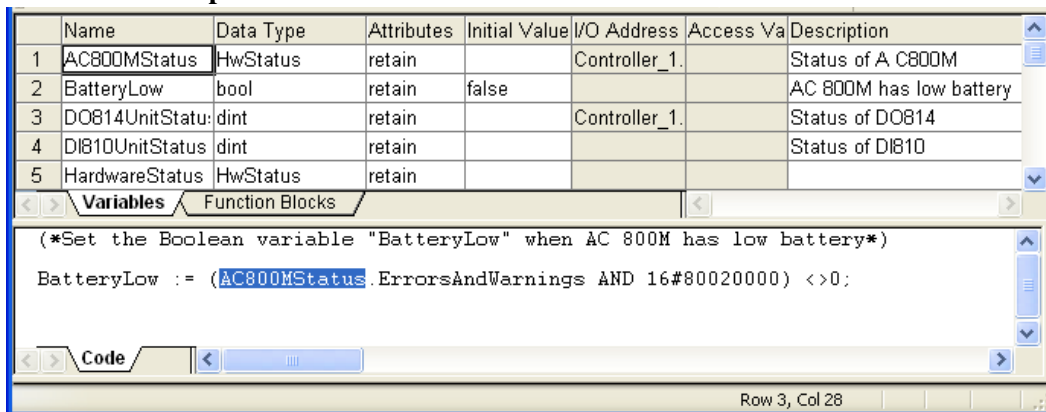 Name Data Type Attributes Initial Value I/O Address Access Va Description
1 AC800MStatus HwStatus retain Controller_1. Status of A C800M
2 BatteryLow bool retain false AC 800M has low battery
3 DO814UnitStatu: dint retain Controller_1. Status of DO814
4 DI810UnitStatus dint retain Status of DI810
5 HardwareStatus HwStatus retain
Variables Function Blocks
(*Set the Boolean variable "BatteryLow" when AC 800M has low battery*)
BatteryLow := (AC800MStatus.ErrorsAndWarnings AND 16#80020000) <>0;
Code
Row 3, Col 28